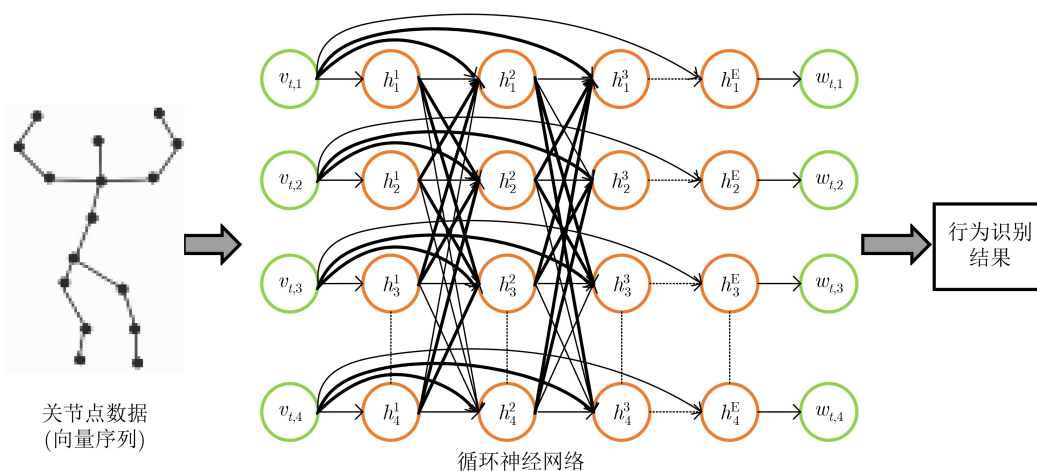 v_{t,1} h_1^1 h_1^2 h_1^3 h_1^E w_{t,1}
v_{t,2} h_2^1 h_2^2 h_2^3 h_2^E w_{t,2}
v_{t,3} h_3^1 h_3^2 h_3^3 h_3^E w_{t,3}
v_{t,4} h_4^1 h_4^2 h_4^3 h_4^E w_{t,4}
行为识别
结果
关节点数据
(向量序列)
循环神经网络